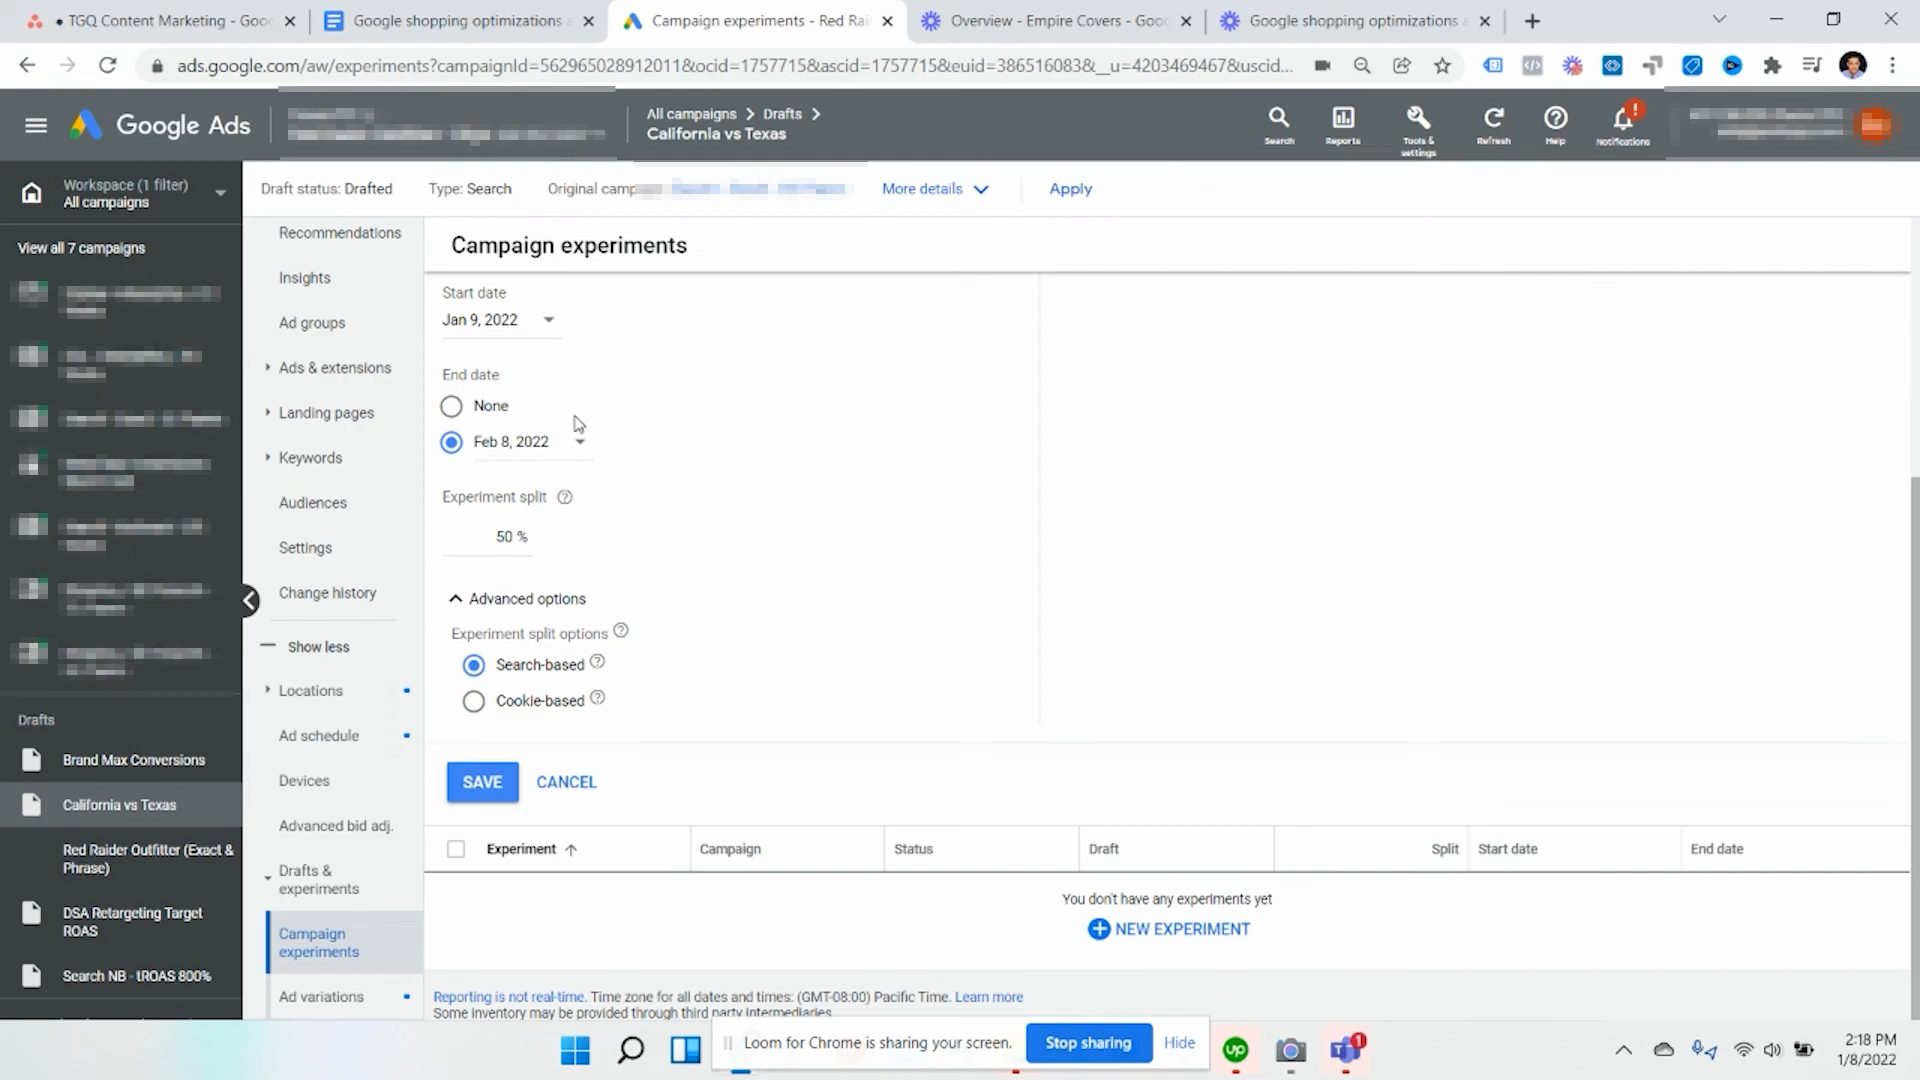 TGQ Content Marketing - Goo
Google shopping optimizations a
Campaign experiments - Red Rai
Overview - Empire Covers - Goo
Google shopping optimizations a
ads.google.com/aw/experiments?campaignId=562965028912011&ocid=1757715&ascid=1757715&euid=386516083&__u=4203469467&uscid...
Google Ads
All campaigns > Drafts >
California vs Texas
Search
Reports
Tools &
settings
Refresh
Help
Notifications
Workspace (1 filter)
All campaigns
View all 7 campaigns
Drafts
Brand Max Conversions
California vs Texas
Red Raider Outfitter (Exact &
Phrase)
DSA Retargeting Target
ROAS
Search NB - tROAS 800%
Draft status: Drafted
Type: Search
Original camp
More details
Apply
Recommendations
Insights
Ad groups
Ads & extensions
Landing pages
Keywords
Audiences
Settings
Change history
Show less
Locations
Ad schedule
Devices
Advanced bid adj.
Drafts &
experiments
Campaign
experiments
Ad variations
Campaign experiments
Start date
Jan 9, 2022
End date
None
Feb 8, 2022
Experiment split
50 %
Advanced options
Experiment split options
Search-based
Cookie-based
SAVE CANCEL
Experiment Campaign Status Draft Split Start date End date
You don't have any experiments yet
NEW EXPERIMENT
Reporting is not real-time. Time zone for all dates and times: (GMT-08:00) Pacific Time. Learn more
Some inventory may be provided through third party intermediaries.
Loom for Chrome is sharing your screen. Stop sharing Hide
up
1
2:18 PM
1/8/2022